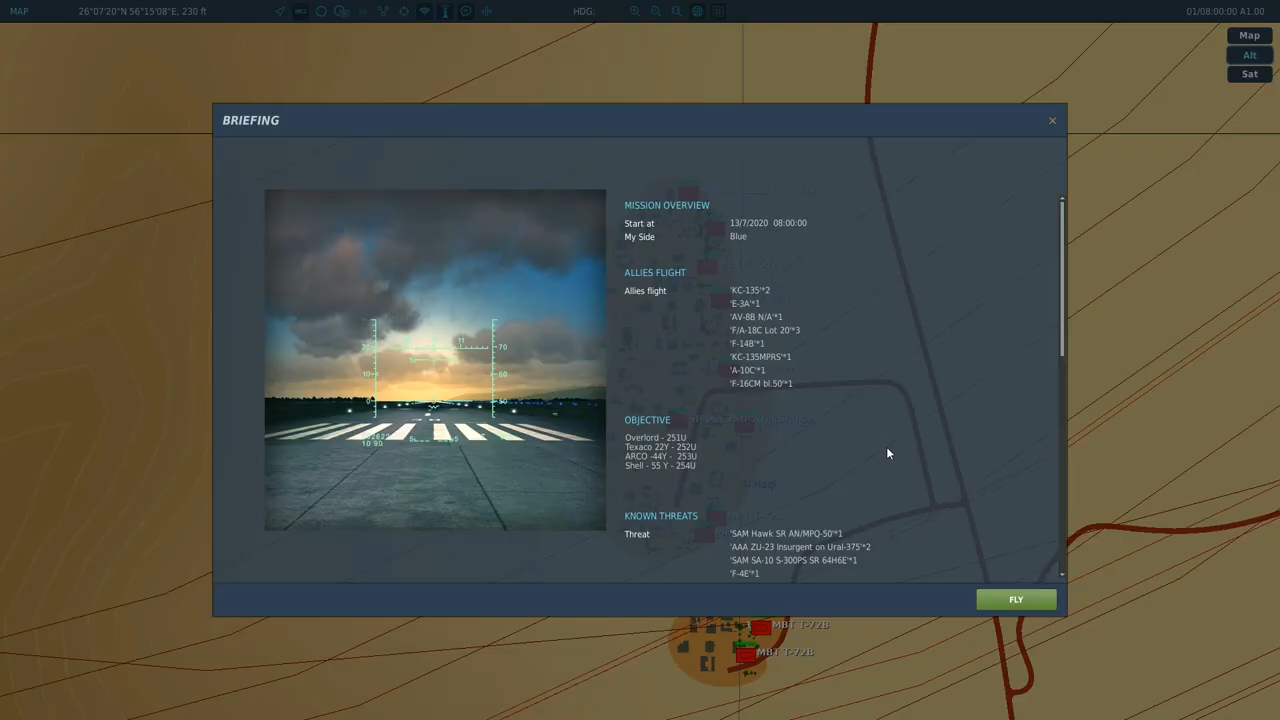 MAP
26°07'20"N 56°15'08"E, 230 ft
HDG:
01/08:00:00 A1.00
Map
Alt
Sat
BRIEFING
MISSION OVERVIEW
Start at 13/7/2020 08:00:00
My Side Blue
ALLIES FLIGHT
Allies flight 'KC-135'*2
'E-3A'*1
'AV-8B N/A'*1
'F/A-18C Lot 20'*3
'F-14B'*1
'KC-135MPRS'*1
'A-10C'*1
'F-16CM bl.50'*1
OBJECTIVE
Overlord - 251U
Texaco 22Y - 252U
ARCO -44Y - 253U
Shell - 55 Y - 254U
Al Haqi
KNOWN THREATS
Threat 'SAM Hawk SR AN/MPQ-50'*1
'AAA ZU-23 Insurgent on Ural-375'*2
'SAM SA-10 S-300PS SR 64H6E'*1
'F-4E'*1
FLY
MBT T-72B
MBT T-72B